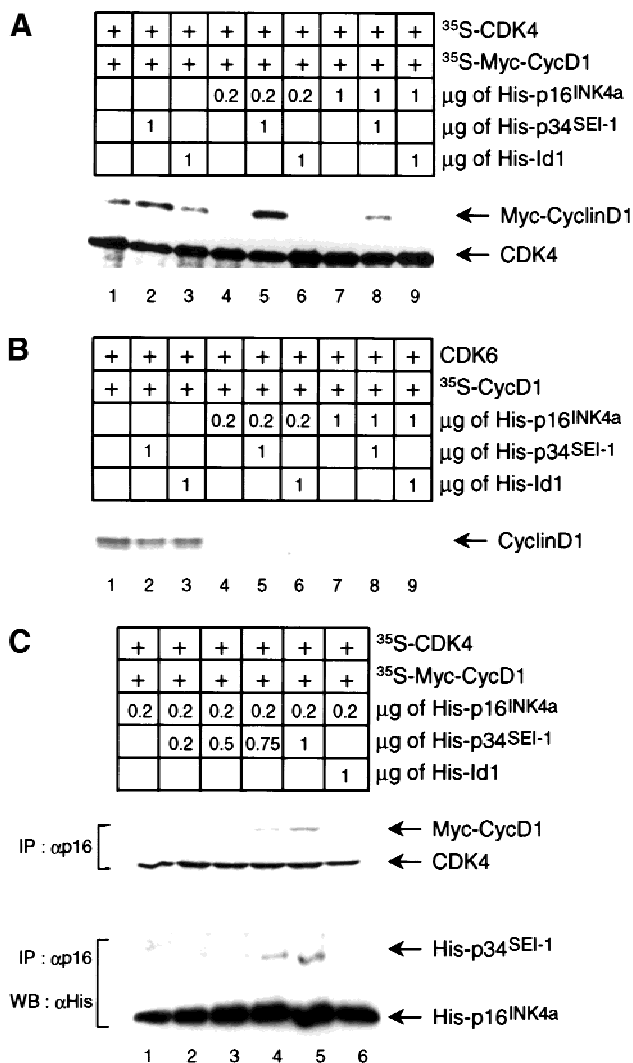 A
+ + + + + + + + + ³⁵S-CDK4
+ + + + + + + + + ³⁵S-Myc-CycD1
0.2 0.2 0.2 1 1 1 μg of His-p16INK4a
1 1 1 μg of His-p34SEI-1
1 1 1 μg of His-Id1
← Myc-CyclinD1
← CDK4
1 2 3 4 5 6 7 8 9
B
+ + + + + + + + + CDK6
+ + + + + + + + + ³⁵S-CycD1
0.2 0.2 0.2 1 1 1 μg of His-p16INK4a
1 1 1 μg of His-p34SEI-1
1 1 1 μg of His-Id1
← CyclinD1
1 2 3 4 5 6 7 8 9
C
+ + + + + + ³⁵S-CDK4
+ + + + + + ³⁵S-Myc-CycD1
0.2 0.2 0.2 0.2 0.2 0.2 μg of His-p16INK4a
0.2 0.5 0.75 1 μg of His-p34SEI-1
1 μg of His-Id1
← Myc-CycD1
IP : αp16
← CDK4
← His-p34SEI-1
IP : αp16
WB : αHis
← His-p16INK4a
1 2 3 4 5 6